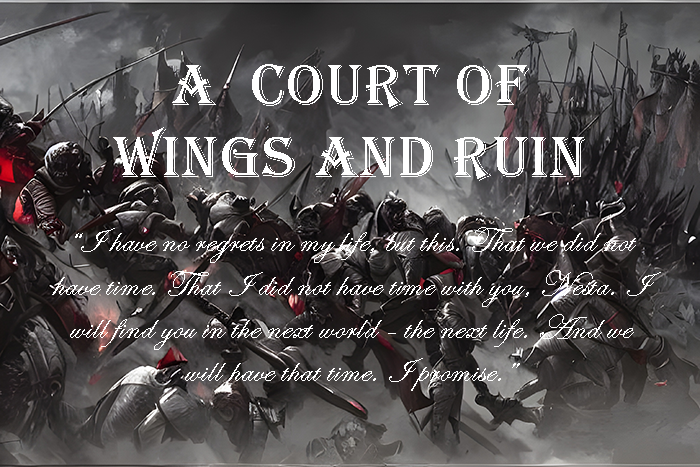 A COURT OF
WINGS AND RUIN
“I have no regrets in my life, but this. That we did not
have time. That I did not have time with you, Nesta. I
will find you in the next world - the next life. And we
will have that time. I promise.”